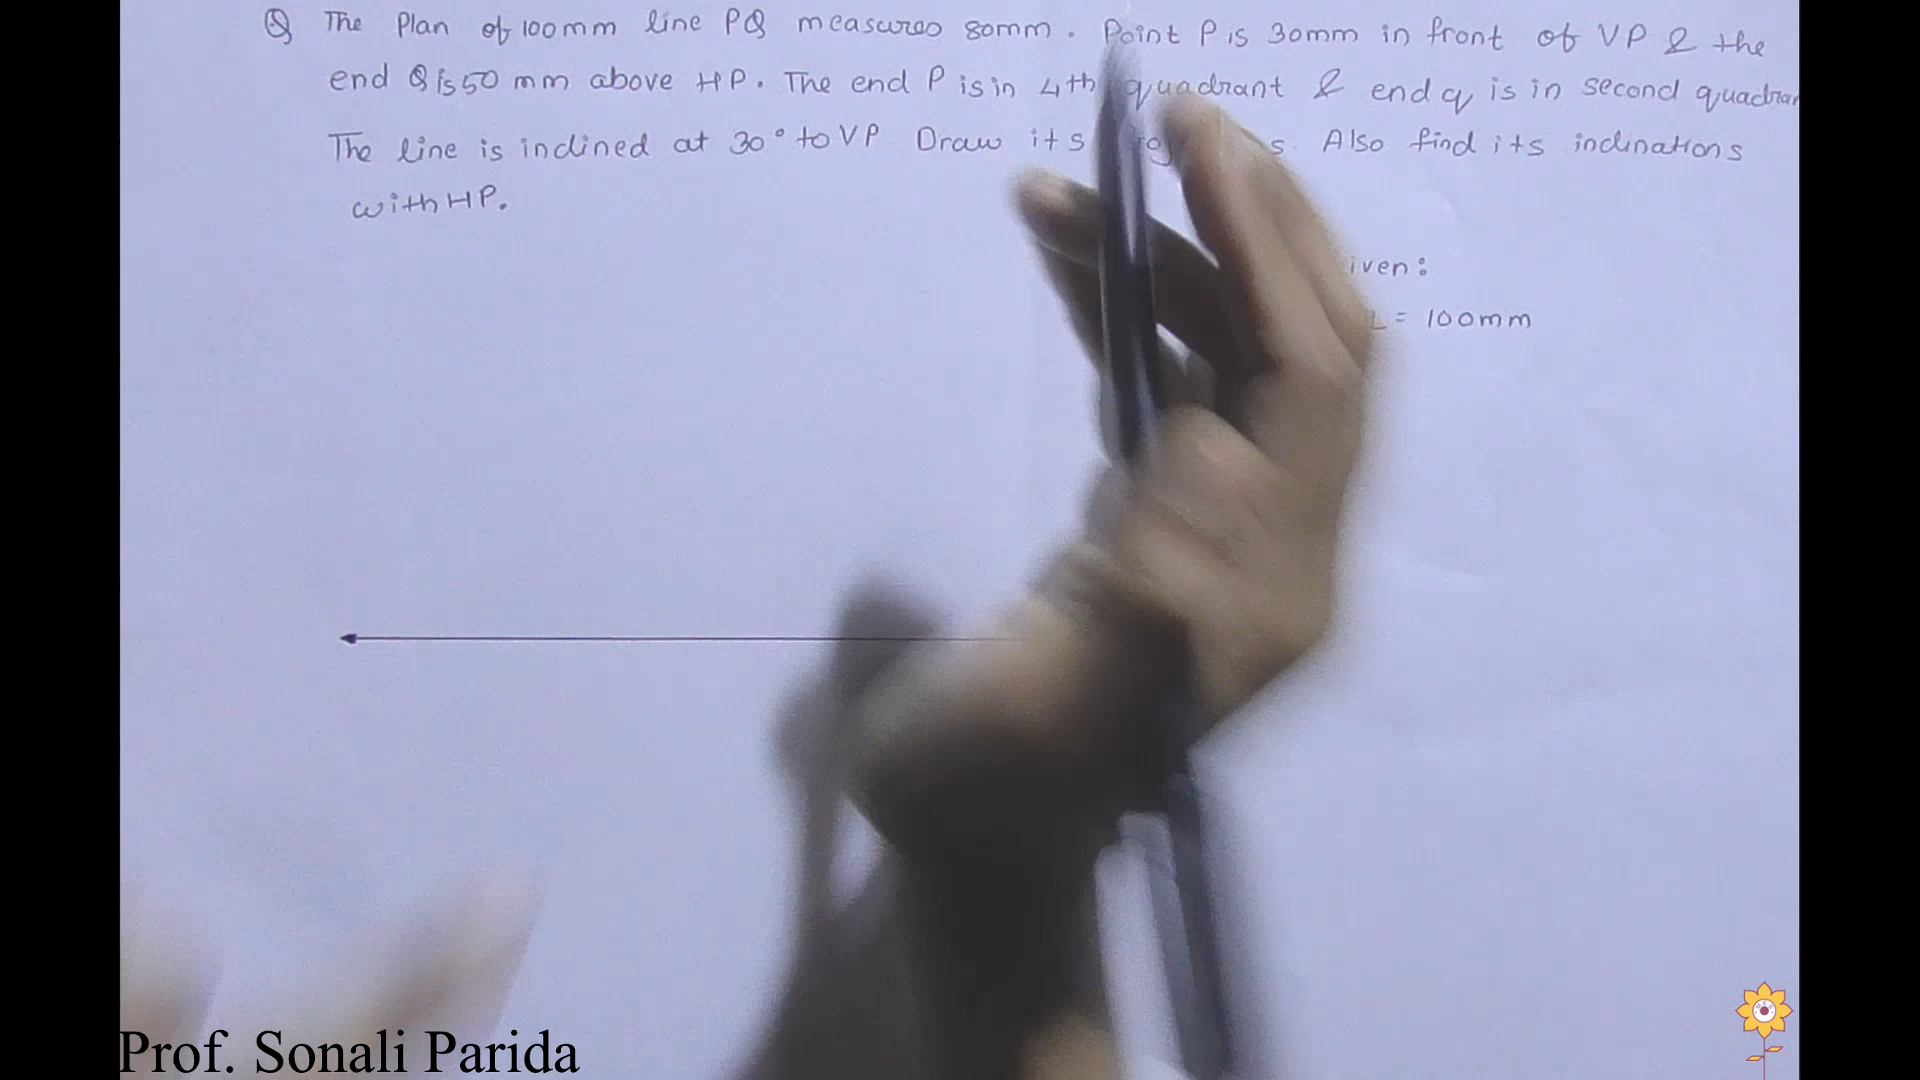 Q The Plan of 100mm line PQ measures 80mm. Point P is 30mm in front of VP & the
end Q is 50 mm above HP. The end P is in 4th quadrant & end q is in second
The line is inclined at 30° to VP Draw its Also find its inclinations
with HP.
= 100mm
Prof. Sonali Parida